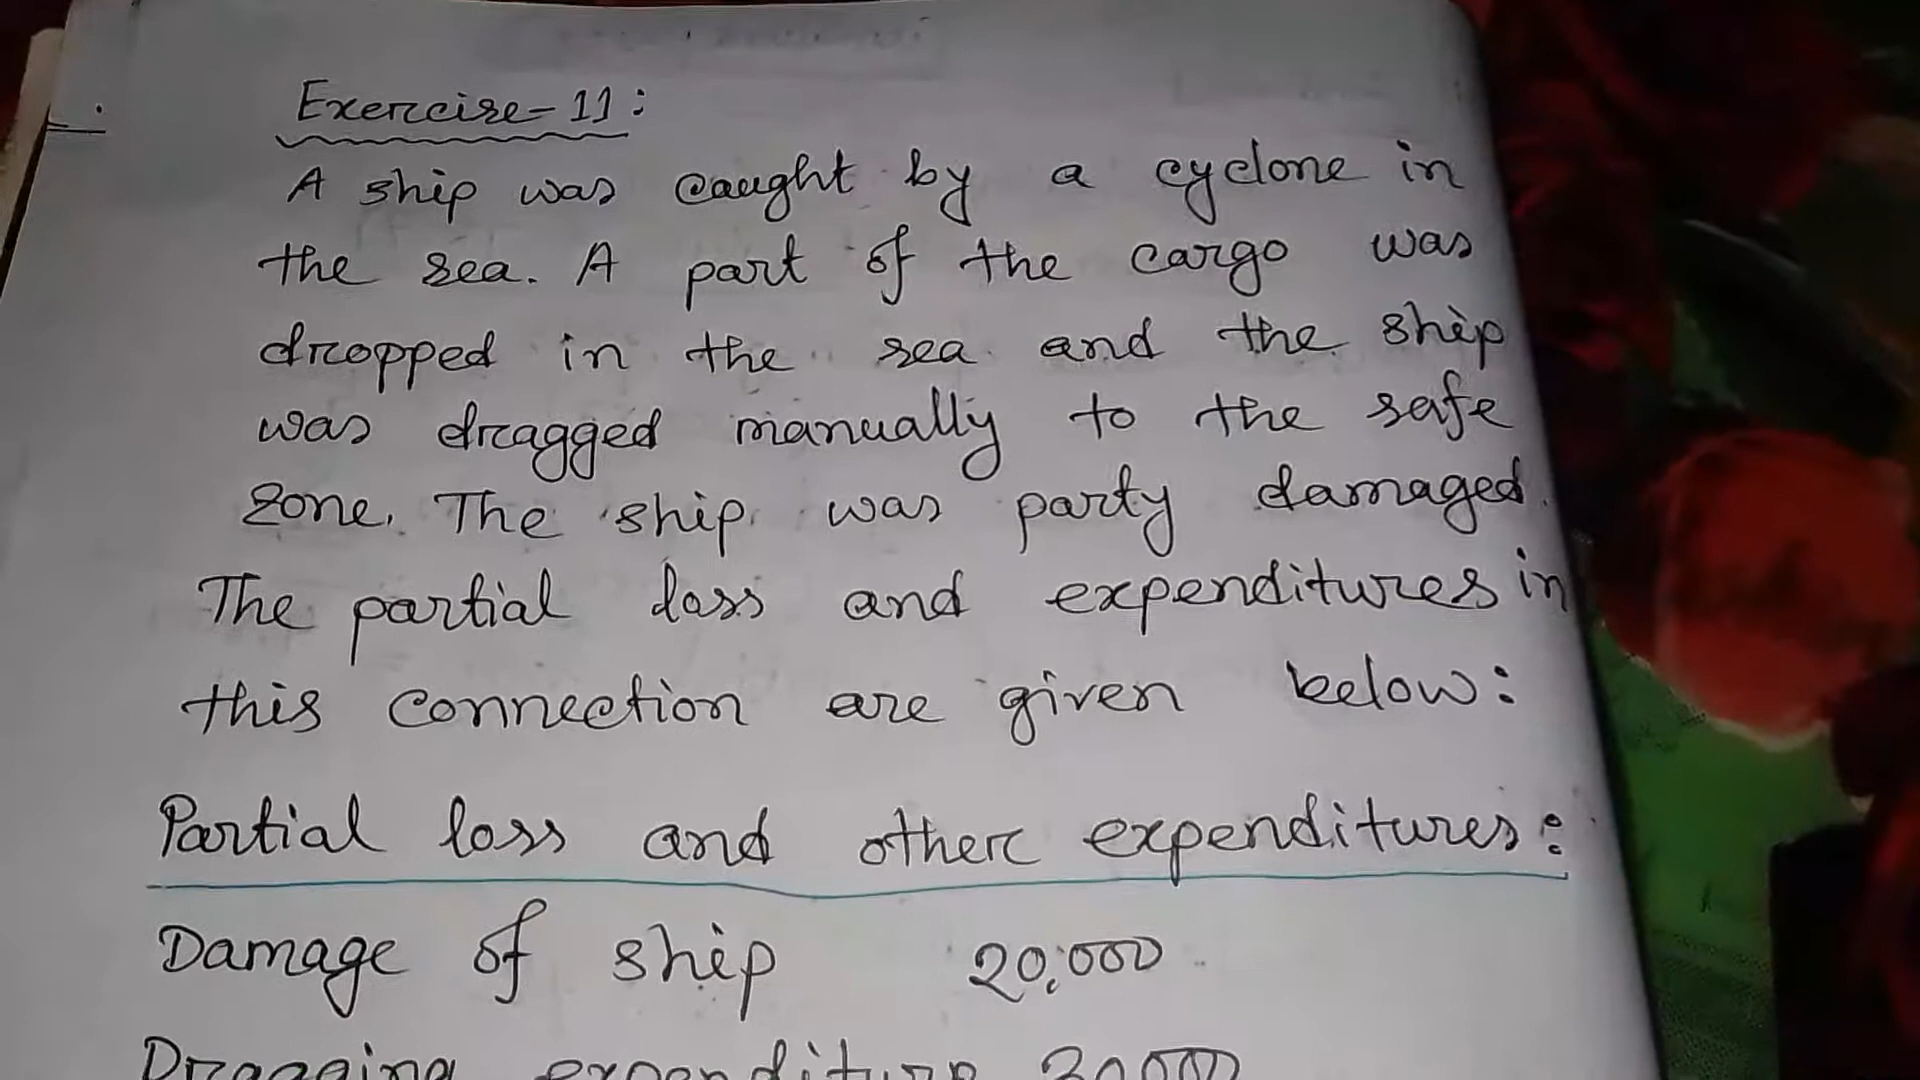 Exercise-11:
A ship was caught by a cyclone in
the sea. A part of the cargo was
dropped in the sea and the ship
was dragged manually to the safe
zone. The ship was party damaged.
The partial loss and expenditures in
this connection are given below:
Partial loss and other expenditures:
Damage of ship 20,000
Dragging expenditure